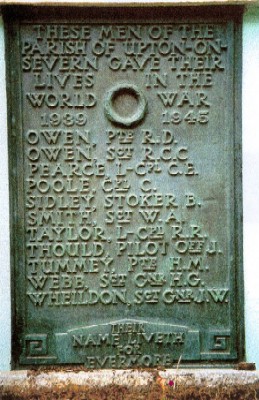 THESE MEN OF THE
PARISH OF UPTON-ON-
SEVERN GAVE THEIR
LIVES IN THE
WORLD WAR
1939 1945
OWEN, PTE R.D.
OWEN, SGT R.C.C.
PEARCE, L-CPL C.E.
POOLE, CPL C.
SIDLEY, STOKER B.
SMITH, SGT W.A.
TAYLOR, L-CPL R.R.
THOULD, PILOT OFF J.
TUMMEY, PTE H.M.
WEBB, SGT GNR H.G.
WHEILDON, SGT GNR J.W.
THEIR
NAME LIVETH
FOR
EVERMORE